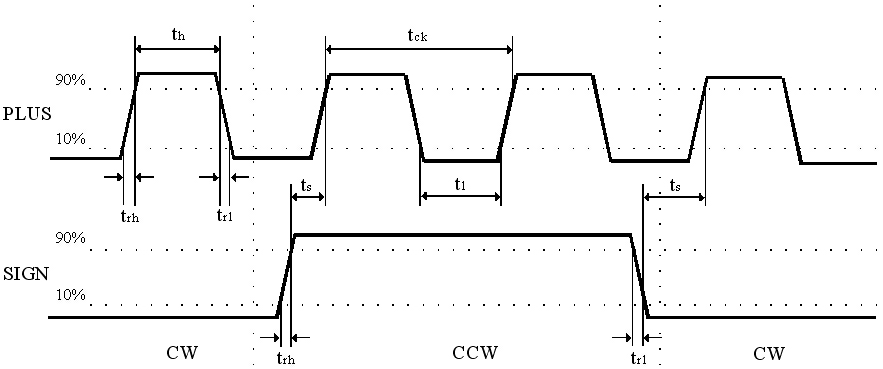 th tck
90%
PLUS
10%
ts tl ts
trh trl
90%
SIGN
10%
trh trl
CW CCW CW